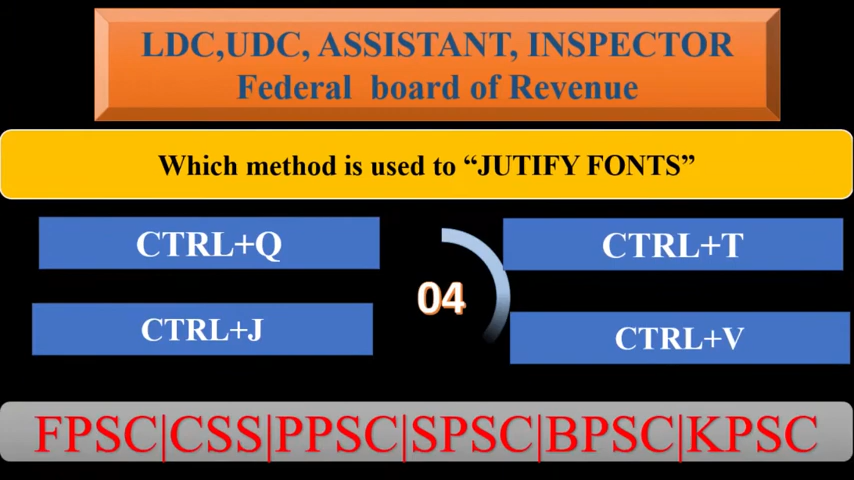 LDC,UDC, ASSISTANT, INSPECTOR
Federal board of Revenue
Which method is used to “JUTIFY FONTS”
CTRL+Q
CTRL+T
04
CTRL+J
CTRL+V
FPSC|CSS|PPSC|SPSC|BPSC|KPSC